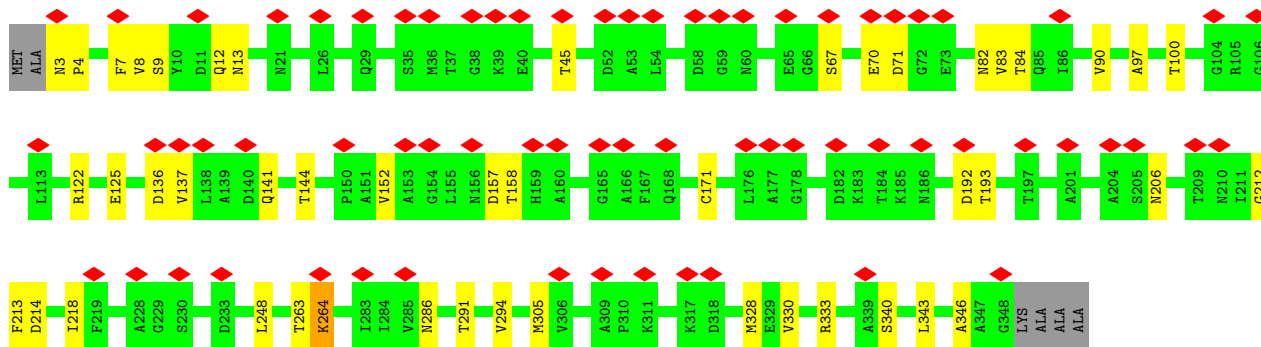 MET ALA N3 P4 F7 V8 S9 Y10 D11 Q12 N13 N21 L26 Q29 S35 M36 T37 G38 K39 E40 T45 D52 A53 L54 D58 G59 N60 E65 G66 S67 E70 D71 G72 E73 N82 V83 T84 Q85 I86 V90 A97 T100 G104 R105 G106
L113 R122 E125 D136 V137 L138 A139 D140 Q141 T144 P150 A151 V152 A153 G154 L155 N156 D157 T158 H159 A160 G165 A166 F167 Q168 C171 L176 A177 G178 D182 K183 T184 K185 N186 D192 T193 T197 A201 A204 S205 N206 T209 N210 I211 G212
F213 D214 I218 F219 A228 G229 S230 D233 L248 T263 K264 I283 I284 V285 N286 T291 V294 M305 V306 A309 P310 K311 K317 D318 M328 E329 V330 R333 A339 S340 L343 A346 A347 G348 LYS ALA ALA ALA